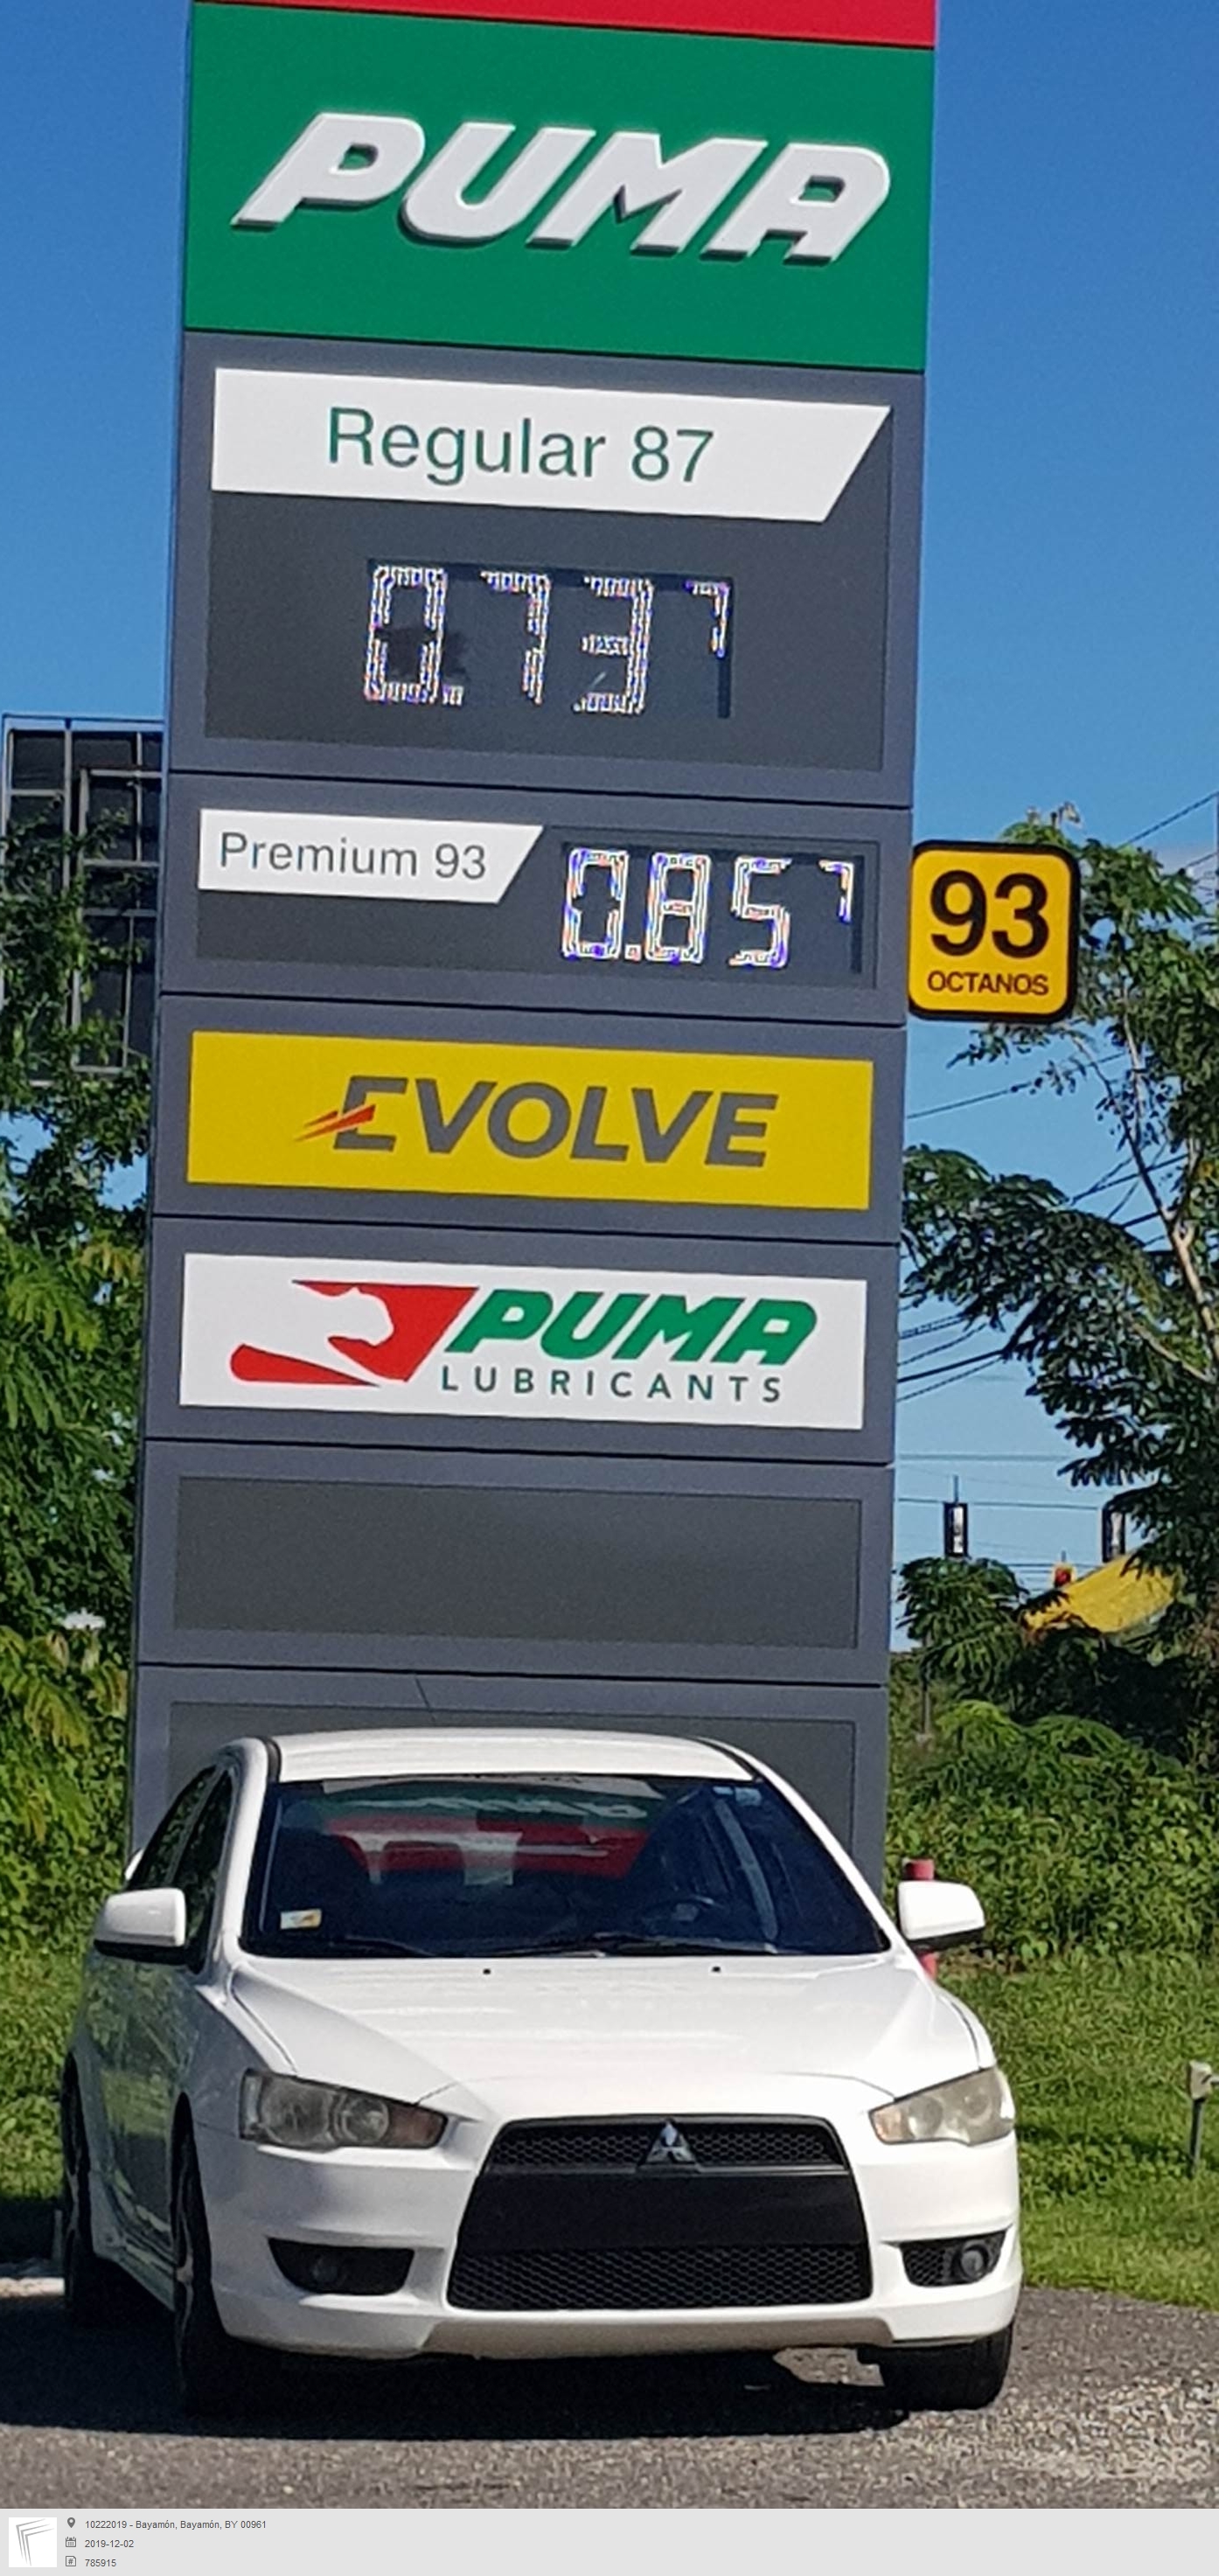 PUMA
Regular 87
0.737
Premium 93
0.857
93
OCTANOS
EVOLVE
PUMA
LUBRICANTS
10222019 - Bayamón, Bayamón, BY 00961
2019-12-02
785915